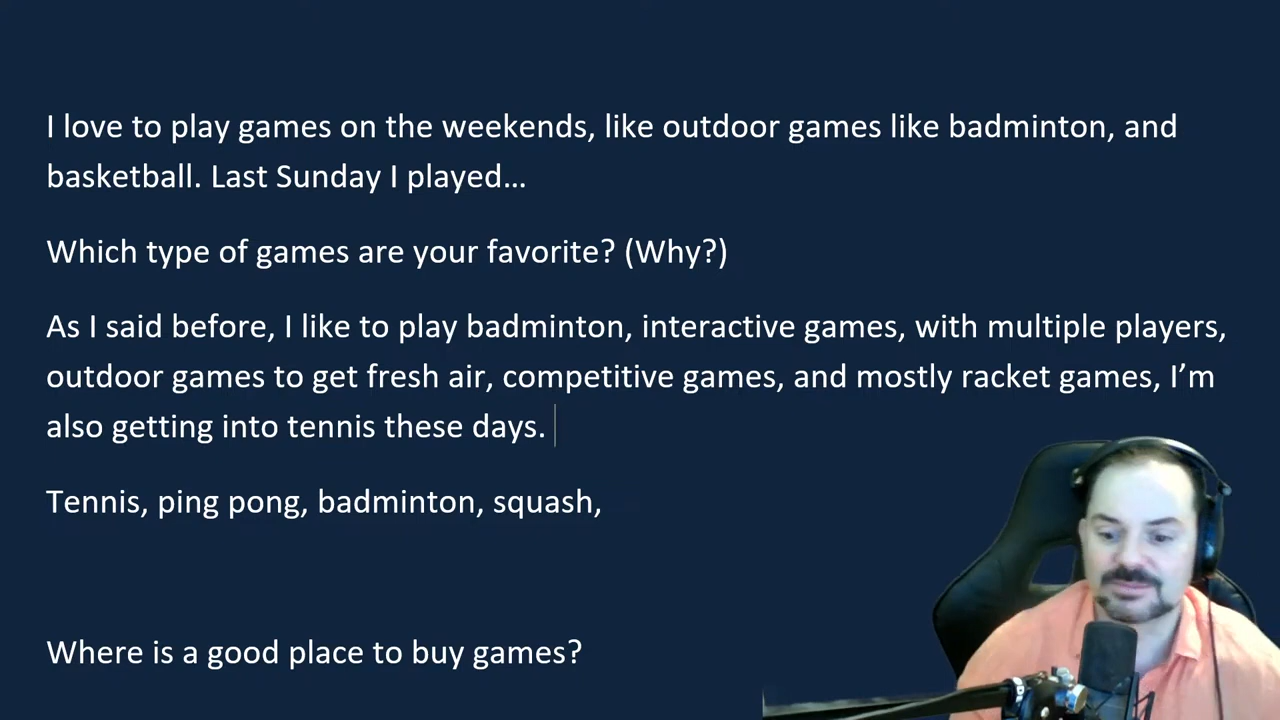 I love to play games on the weekends, like outdoor games like badminton, and
basketball. Last Sunday I played…
Which type of games are your favorite? (Why?)
As I said before, I like to play badminton, interactive games, with multiple players,
outdoor games to get fresh air, competitive games, and mostly racket games, I’m
also getting into tennis these days.
Tennis, ping pong, badminton, squash,
Where is a good place to buy games?